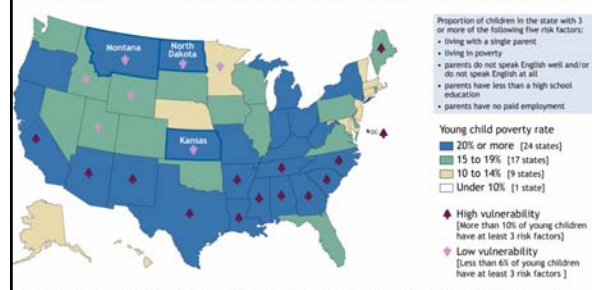 Montana
North
Dakota
Kansas
DC
Proportion of children in the state with 3
or more of the following five risk factors:
• living with a single parent
• living in poverty
• parents do not speak English well and/or
do not speak English at all
• parents have less than a high school
education
• parents have no paid employment
Young child poverty rate
20% or more [24 states]
15 to 19% [17 states]
10 to 14% [9 states]
Under 10% [1 state]
High vulnerability
[More than 10% of young children
have at least 3 risk factors]
Low vulnerability
[Less than 6% of young children
have at least 3 risk factors ]